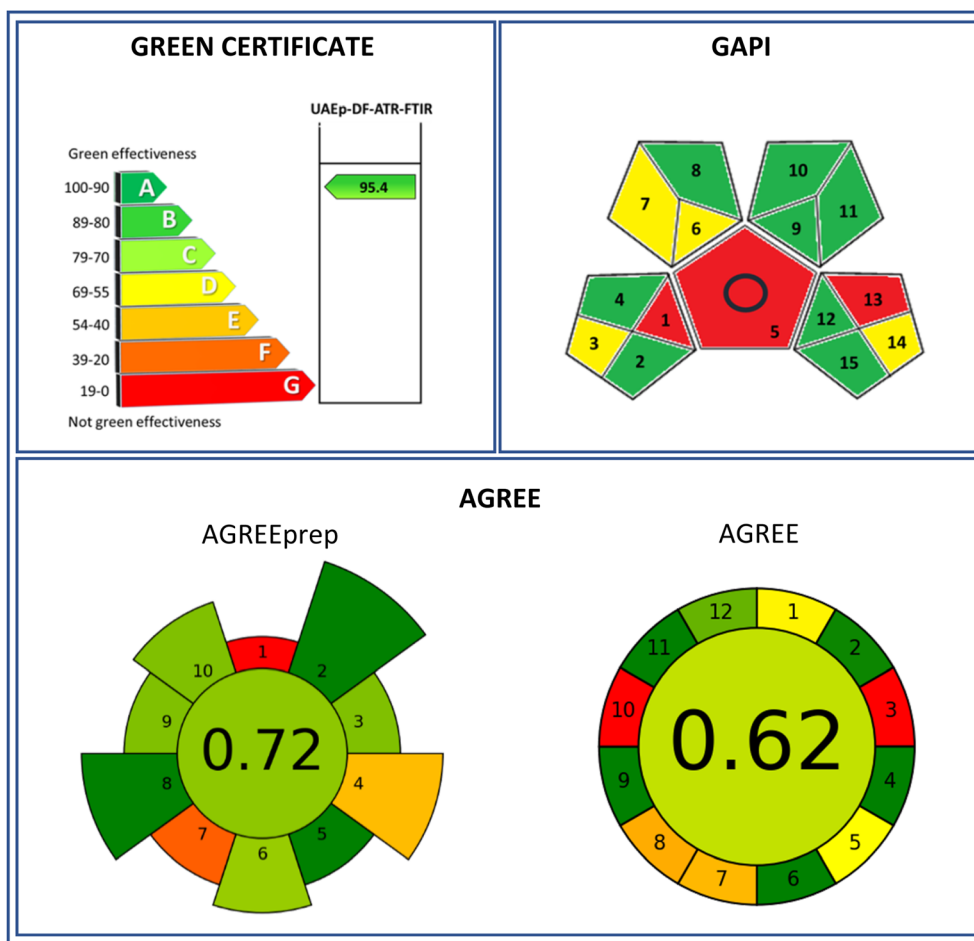 GREEN CERTIFICATE
UAEp-DF-ATR-FTIR
Green effectiveness
100-90 A 95.4
89-80 B
79-70 C
69-55 D
54-40 E
39-20 F
19-0 G
Not green effectiveness
GAPI
8 10
7 6 9 11
4 1 5 12 13
3 2 15 14
AGREE
AGREEprep
1
2
3
4
5
6
7
8
9
10
0.72
AGREE
1
2
3
4
5
6
7
8
9
10
11
12
0.62